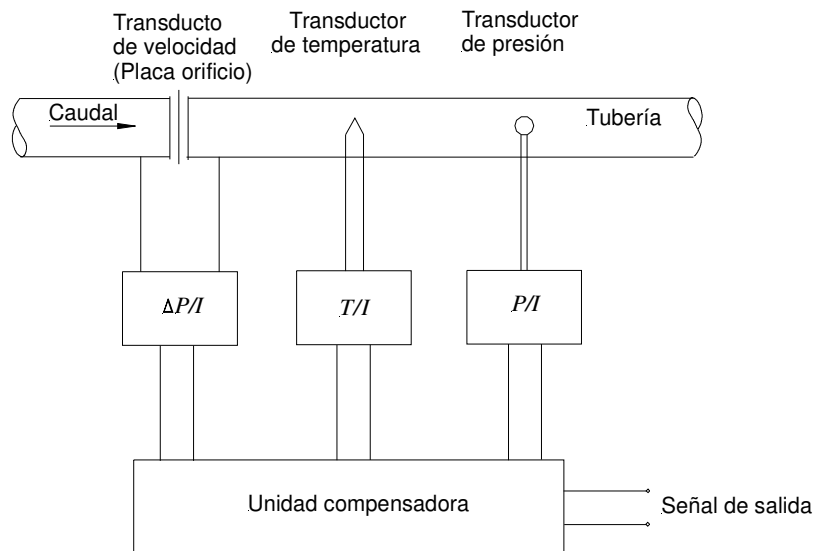 Transducto
de velocidad
(Placa orificio)
Transductor
de temperatura
Transductor
de presión
Caudal
Tubería
ΔP/I
T/I
P/I
Unidad compensadora
Señal de salida